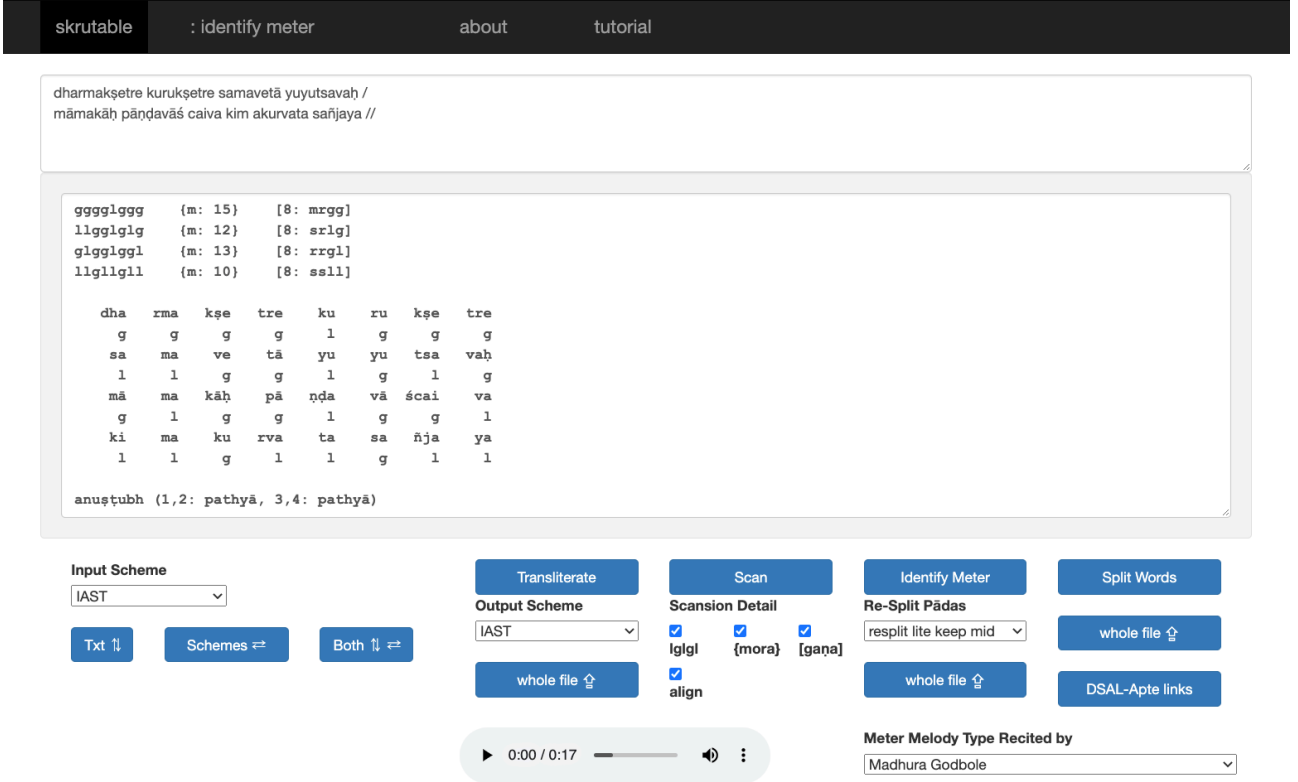 skrutable : identify meter about tutorial
dharmakṣetre kurukṣetre samavetā yuyutsavaḥ /
māmakāḥ pāṇḍavāś caiva kim akurvata sañjaya //
gggglggg {m: 15} [8: mrgg]
llgglglg {m: 12} [8: srlg]
glgglggl {m: 13} [8: rrgl]
llgllgll {m: 10} [8: ssll]
dha rma kṣe tre ku ru kṣe tre
g g g g l g g g
sa ma ve tā yu yu tsa vaḥ
l l g g l g l g
mā ma kāḥ pā ṇḍa vā ścai va
g l g g l g g l
ki ma ku rva ta sa ñja ya
l l g l l g l l
anuṣṭubh (1,2: pathyā, 3,4: pathyā)
Input Scheme
IAST
Txt ⇅ Schemes ⇄ Both ⇅ ⇄
Transliterate Scan Identify Meter Split Words
Output Scheme Scansion Detail Re-Split Pādas
IAST resplit lite keep mid whole file ⇪
lglgl {mora} [gaṇa]
whole file ⇪ align whole file ⇪ DSAL-Apte links
0:00 / 0:17
Meter Melody Type Recited by
Madhura Godbole